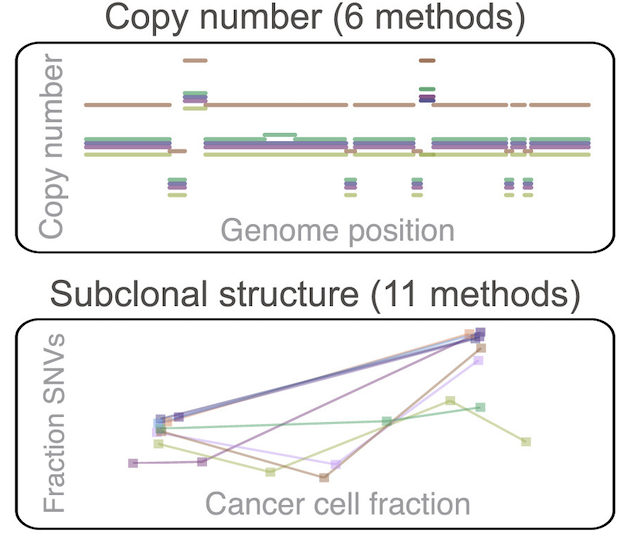 Copy number (6 methods)
Copy number
Genome position
Subclonal structure (11 methods)
Fraction SNVs
Cancer cell fraction